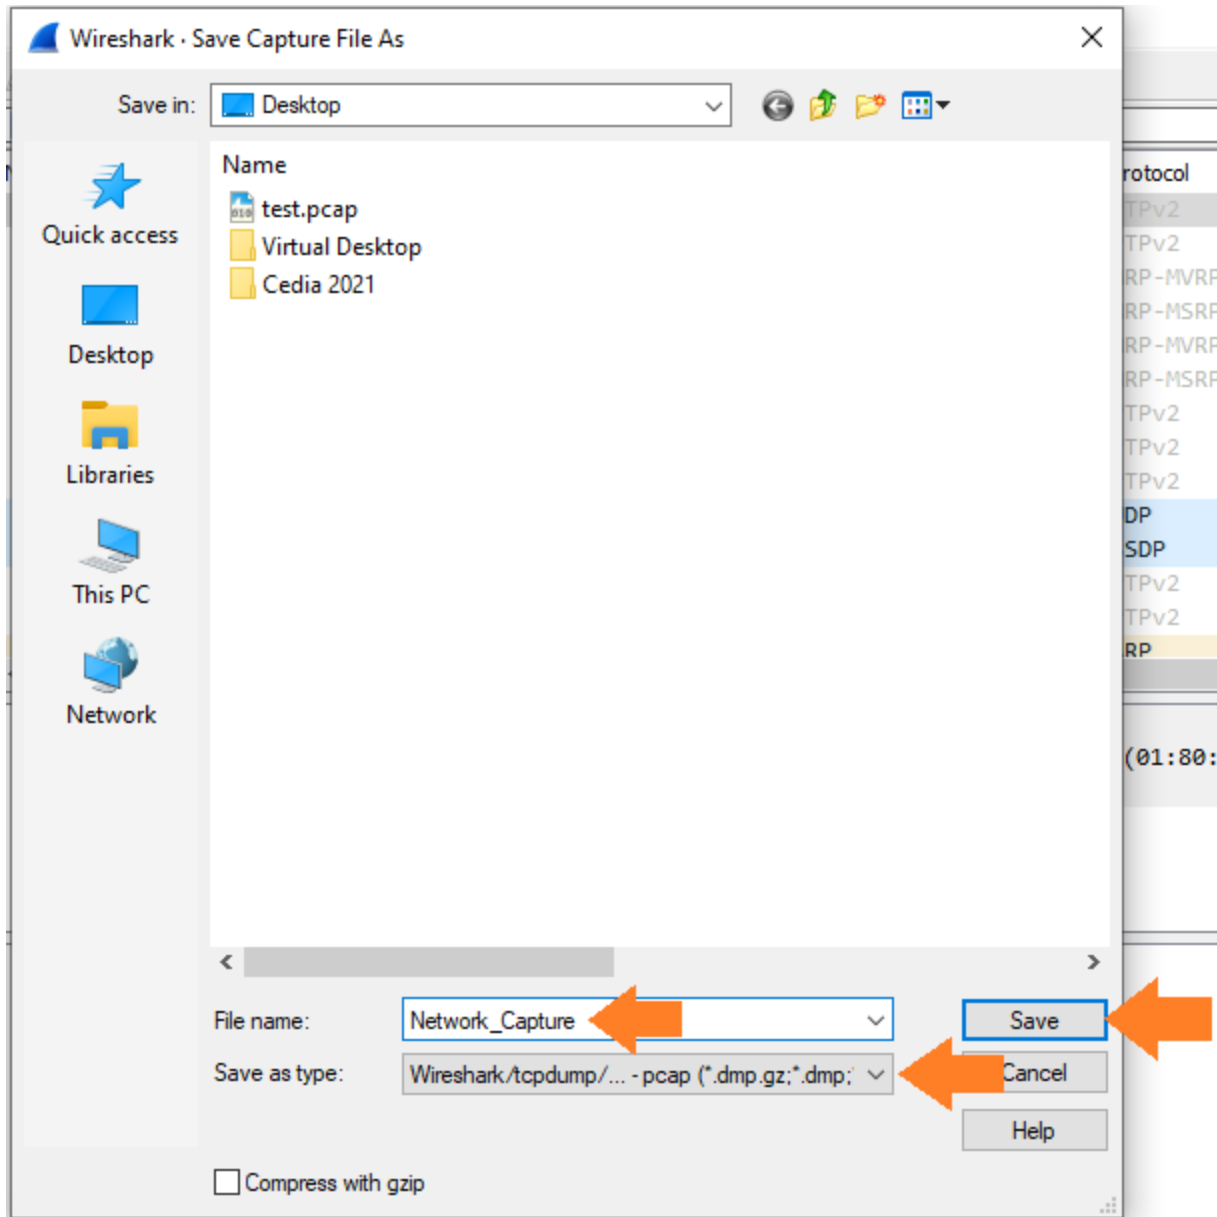 Wireshark · Save Capture File As
Save in:
Desktop
Quick access
Desktop
Libraries
This PC
Network
Name
test.pcap
Virtual Desktop
Cedia 2021
File name:
Network_Capture
Save
Save as type:
Wireshark/tcpdump/... - pcap (*.dmp.gz;*.dmp;
Cancel
Help
Compress with gzip
rotocol
TPv2
TPv2
RP-MVRP
RP-MSRP
RP-MVRP
RP-MSRP
TPv2
TPv2
TPv2
DP
SDP
TPv2
TPv2
RP
(01:80: